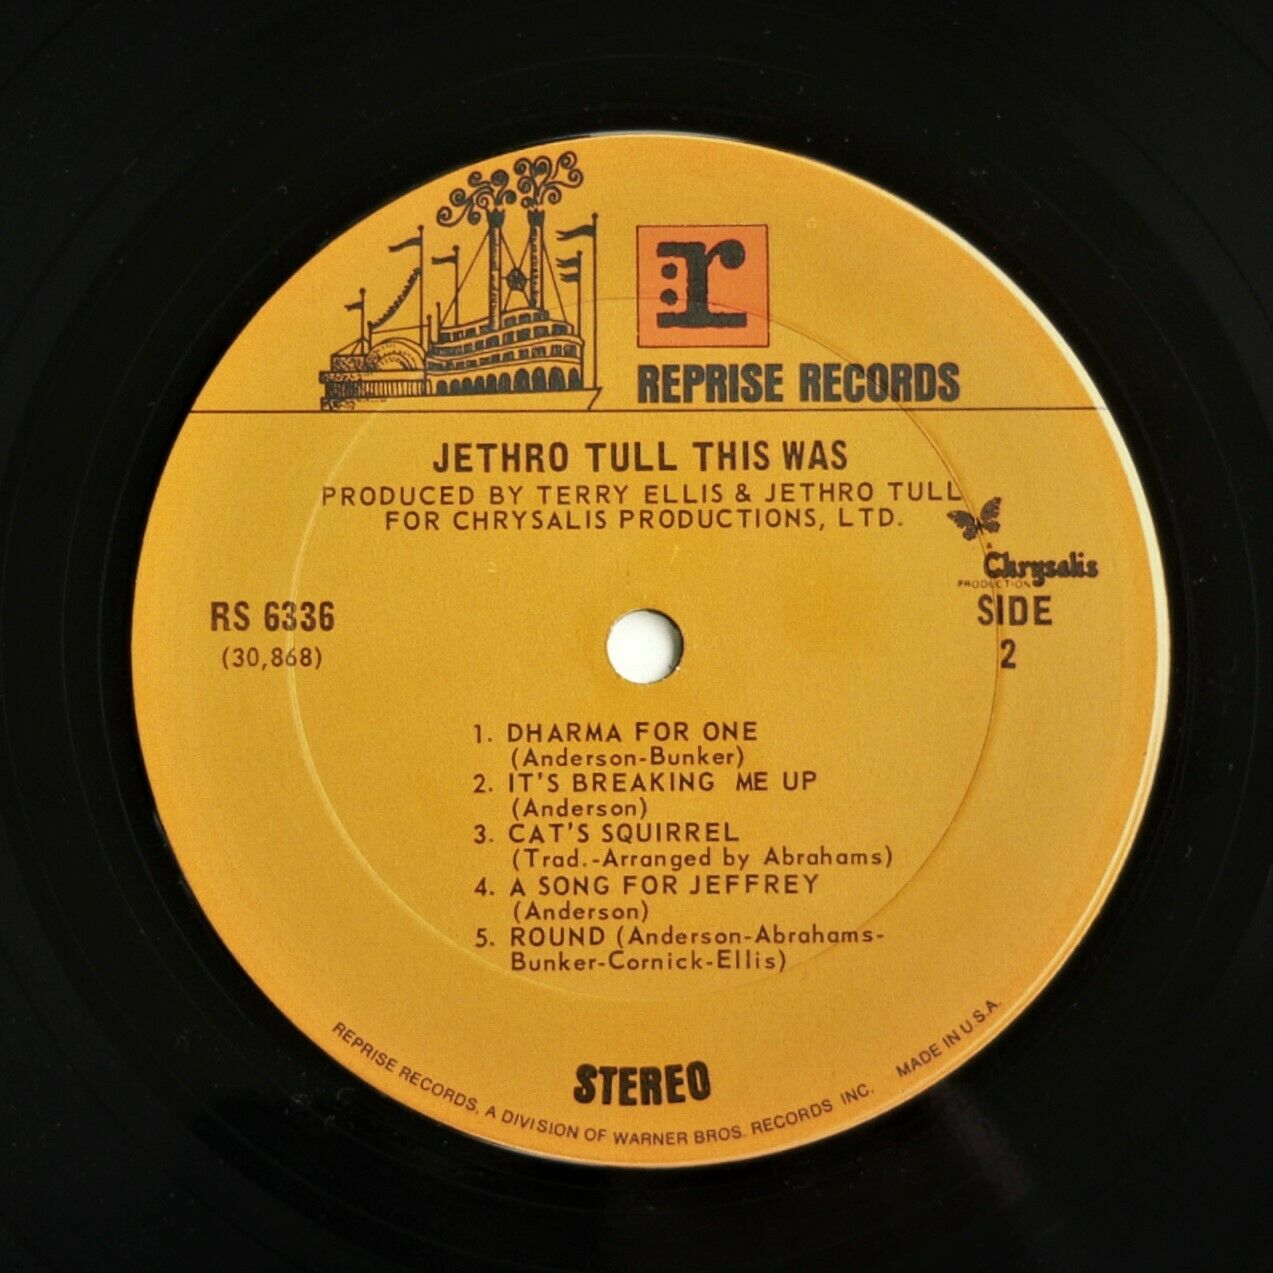 :r
REPRISE RECORDS
JETHRO TULL THIS WAS
PRODUCED BY TERRY ELLIS & JETHRO TULL
FOR CHRYSALIS PRODUCTIONS, LTD.
A
Chrysalis
PRODUCTION
RS 6336
(30,868)
SIDE
2
1. DHARMA FOR ONE
(Anderson-Bunker)
2. IT'S BREAKING ME UP
(Anderson)
3. CAT'S SQUIRREL
(Trad.-Arranged by Abrahams)
4. A SONG FOR JEFFREY
(Anderson)
5. ROUND (Anderson-Abrahams-
Bunker-Cornick-Ellis)
STEREO
REPRISE RECORDS, A DIVISION OF WARNER BROS. RECORDS INC. MADE IN U.S.A.